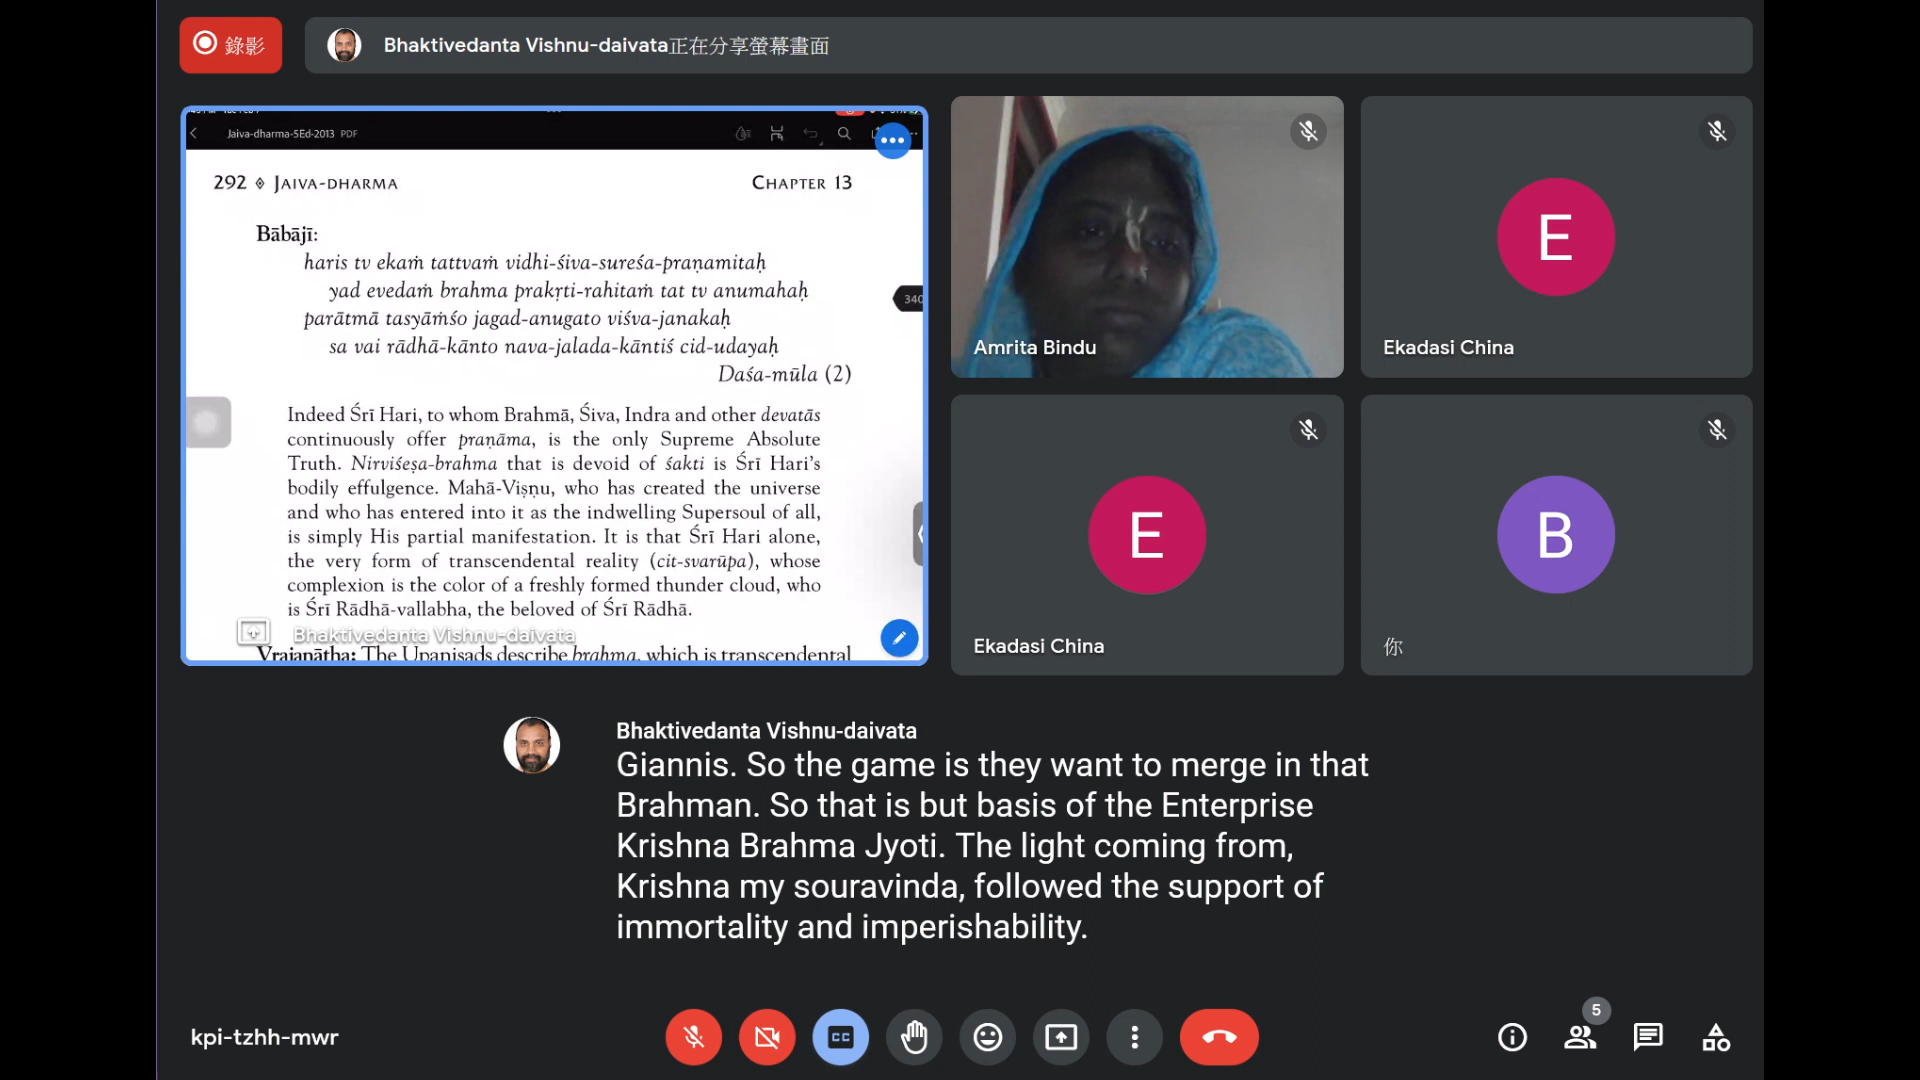 錄影
Bhaktivedanta Vishnu-daivata正在分享螢幕畫面
Jaiva-dharma-5Ed-2013 PDF
292 ◊ JAIVA-DHARMA
CHAPTER 13
Bābājī:
haris tv ekaṁ tattvaṁ vidhi-śiva-sureśa-praṇamitaḥ
yad evedaṁ brahma prakṛti-rahitaṁ tat tv anumahaḥ
parātmā tasyāṁśo jagad-anugato viśva-janakaḥ
sa vai rādhā-kānto nava-jalada-kāntiś cid-udayaḥ
Daśa-mūla (2)
Indeed Śrī Hari, to whom Brahmā, Śiva, Indra and other devatās
continuously offer praṇāma, is the only Supreme Absolute
Truth. Nirviśeṣa-brahma that is devoid of śakti is Śrī Hari's
bodily effulgence. Mahā-Viṣṇu, who has created the universe
and who has entered into it as the indwelling Supersoul of all,
is simply His partial manifestation. It is that Śrī Hari alone,
the very form of transcendental reality (cit-svarūpa), whose
complexion is the color of a freshly formed thunder cloud, who
is Śrī Rādhā-vallabha, the beloved of Śrī Rādhā.
Bhaktivedanta Vishnu-daivata
Vrajanātha: The Upaniṣads describe brahma, which is transcendental
340
Amrita Bindu
E
Ekadasi China
E
Ekadasi China
B
你
Bhaktivedanta Vishnu-daivata
Giannis. So the game is they want to merge in that
Brahman. So that is but basis of the Enterprise
Krishna Brahma Jyoti. The light coming from,
Krishna my souravinda, followed the support of
immortality and imperishability.
kpi-tzhh-mwr
CC
5